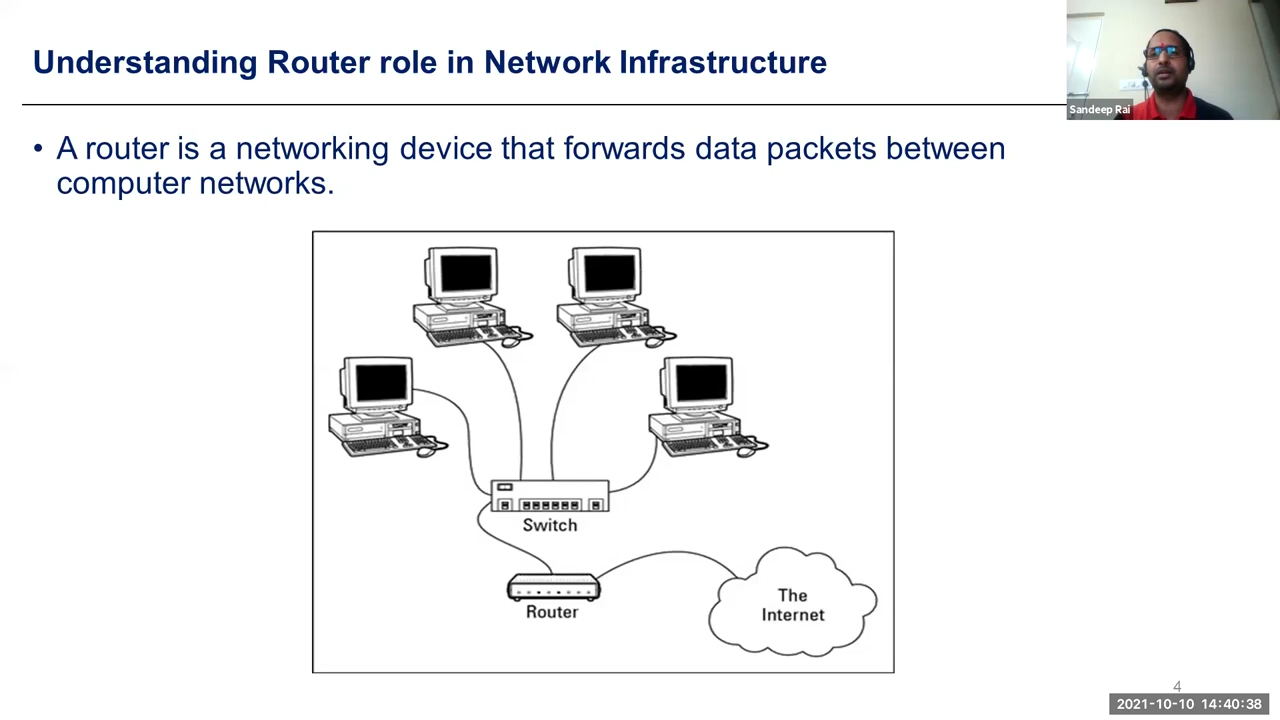 Understanding Router role in Network Infrastructure
Sandeep Rai
• A router is a networking device that forwards data packets between
computer networks.
Switch
Router
The
Internet
4
2021-10-10 14:40:38